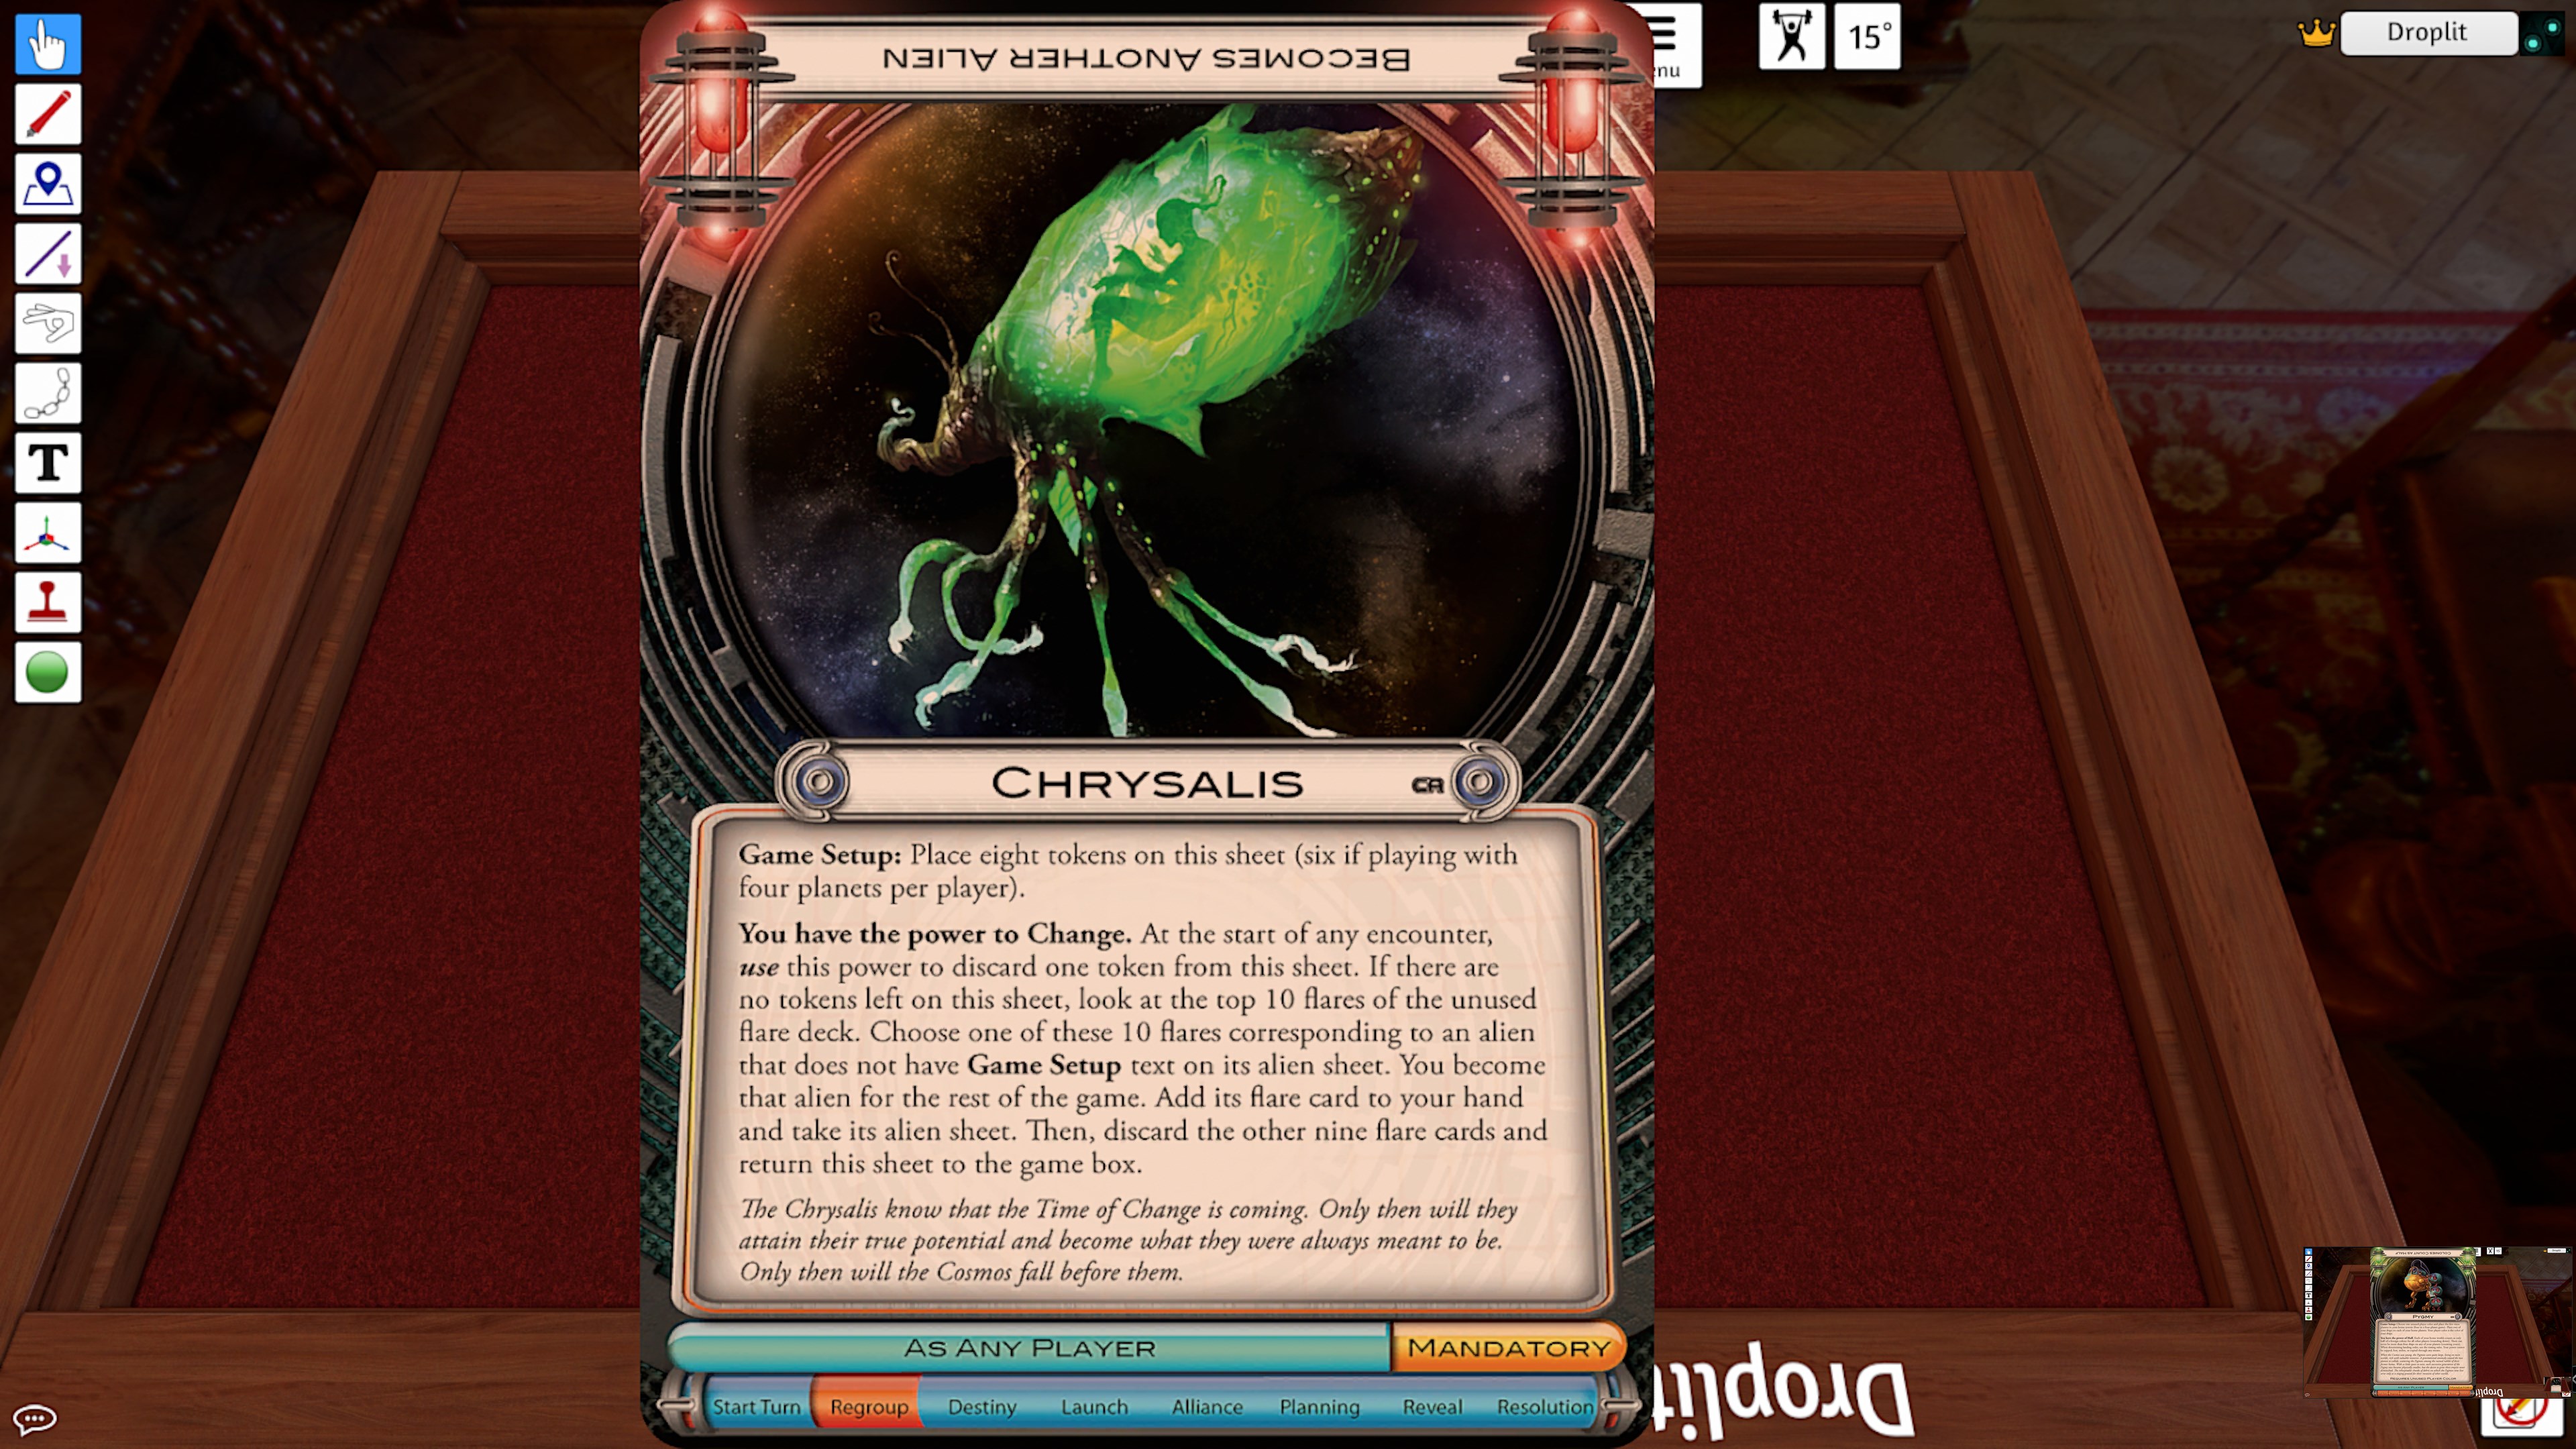 BECOMES ANOTHER ALIEN
nu
15°
Droplit
T
CHRYSALIS
CA
Game Setup: Place eight tokens on this sheet (six if playing with
four planets per player).
You have the power to Change. At the start of any encounter,
use this power to discard one token from this sheet. If there are
no tokens left on this sheet, look at the top 10 flares of the unused
flare deck. Choose one of these 10 flares corresponding to an alien
that does not have Game Setup text on its alien sheet. You become
that alien for the rest of the game. Add its flare card to your hand
and take its alien sheet. Then, discard the other nine flare cards and
return this sheet to the game box.
The Chrysalis know that the Time of Change is coming. Only then will they
attain their true potential and become what they were always meant to be.
Only then will the Cosmos fall before them.
AS ANY PLAYER
MANDATORY
Start Turn Regroup Destiny Launch Alliance Planning Reveal Resolution
Droplit
PYGMY